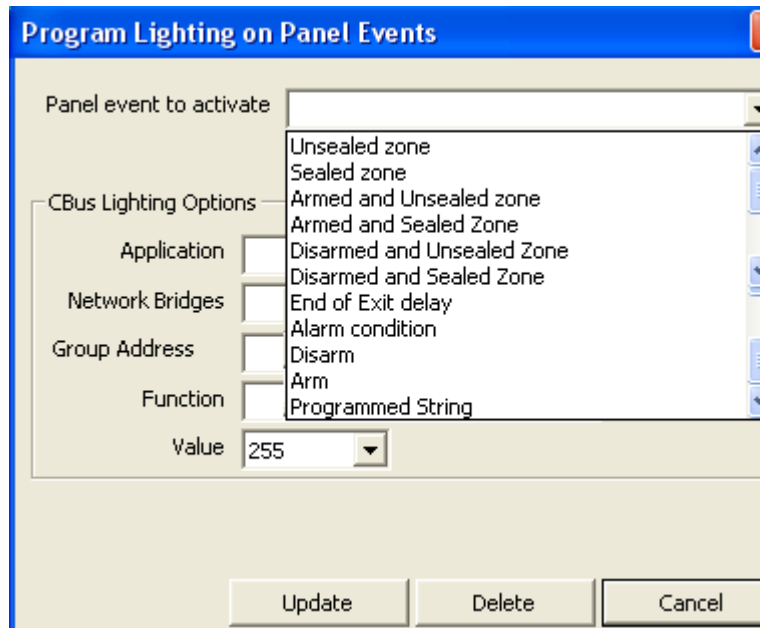 Program Lighting on Panel Events
Panel event to activate
Unsealed zone
Sealed zone
Armed and Unsealed zone
Armed and Sealed Zone
Disarmed and Unsealed Zone
Disarmed and Sealed Zone
End of Exit delay
Alarm condition
Disarm
Arm
Programmed String
CBus Lighting Options
Application
Network Bridges
Group Address
Function
Value 255
Update Delete Cancel